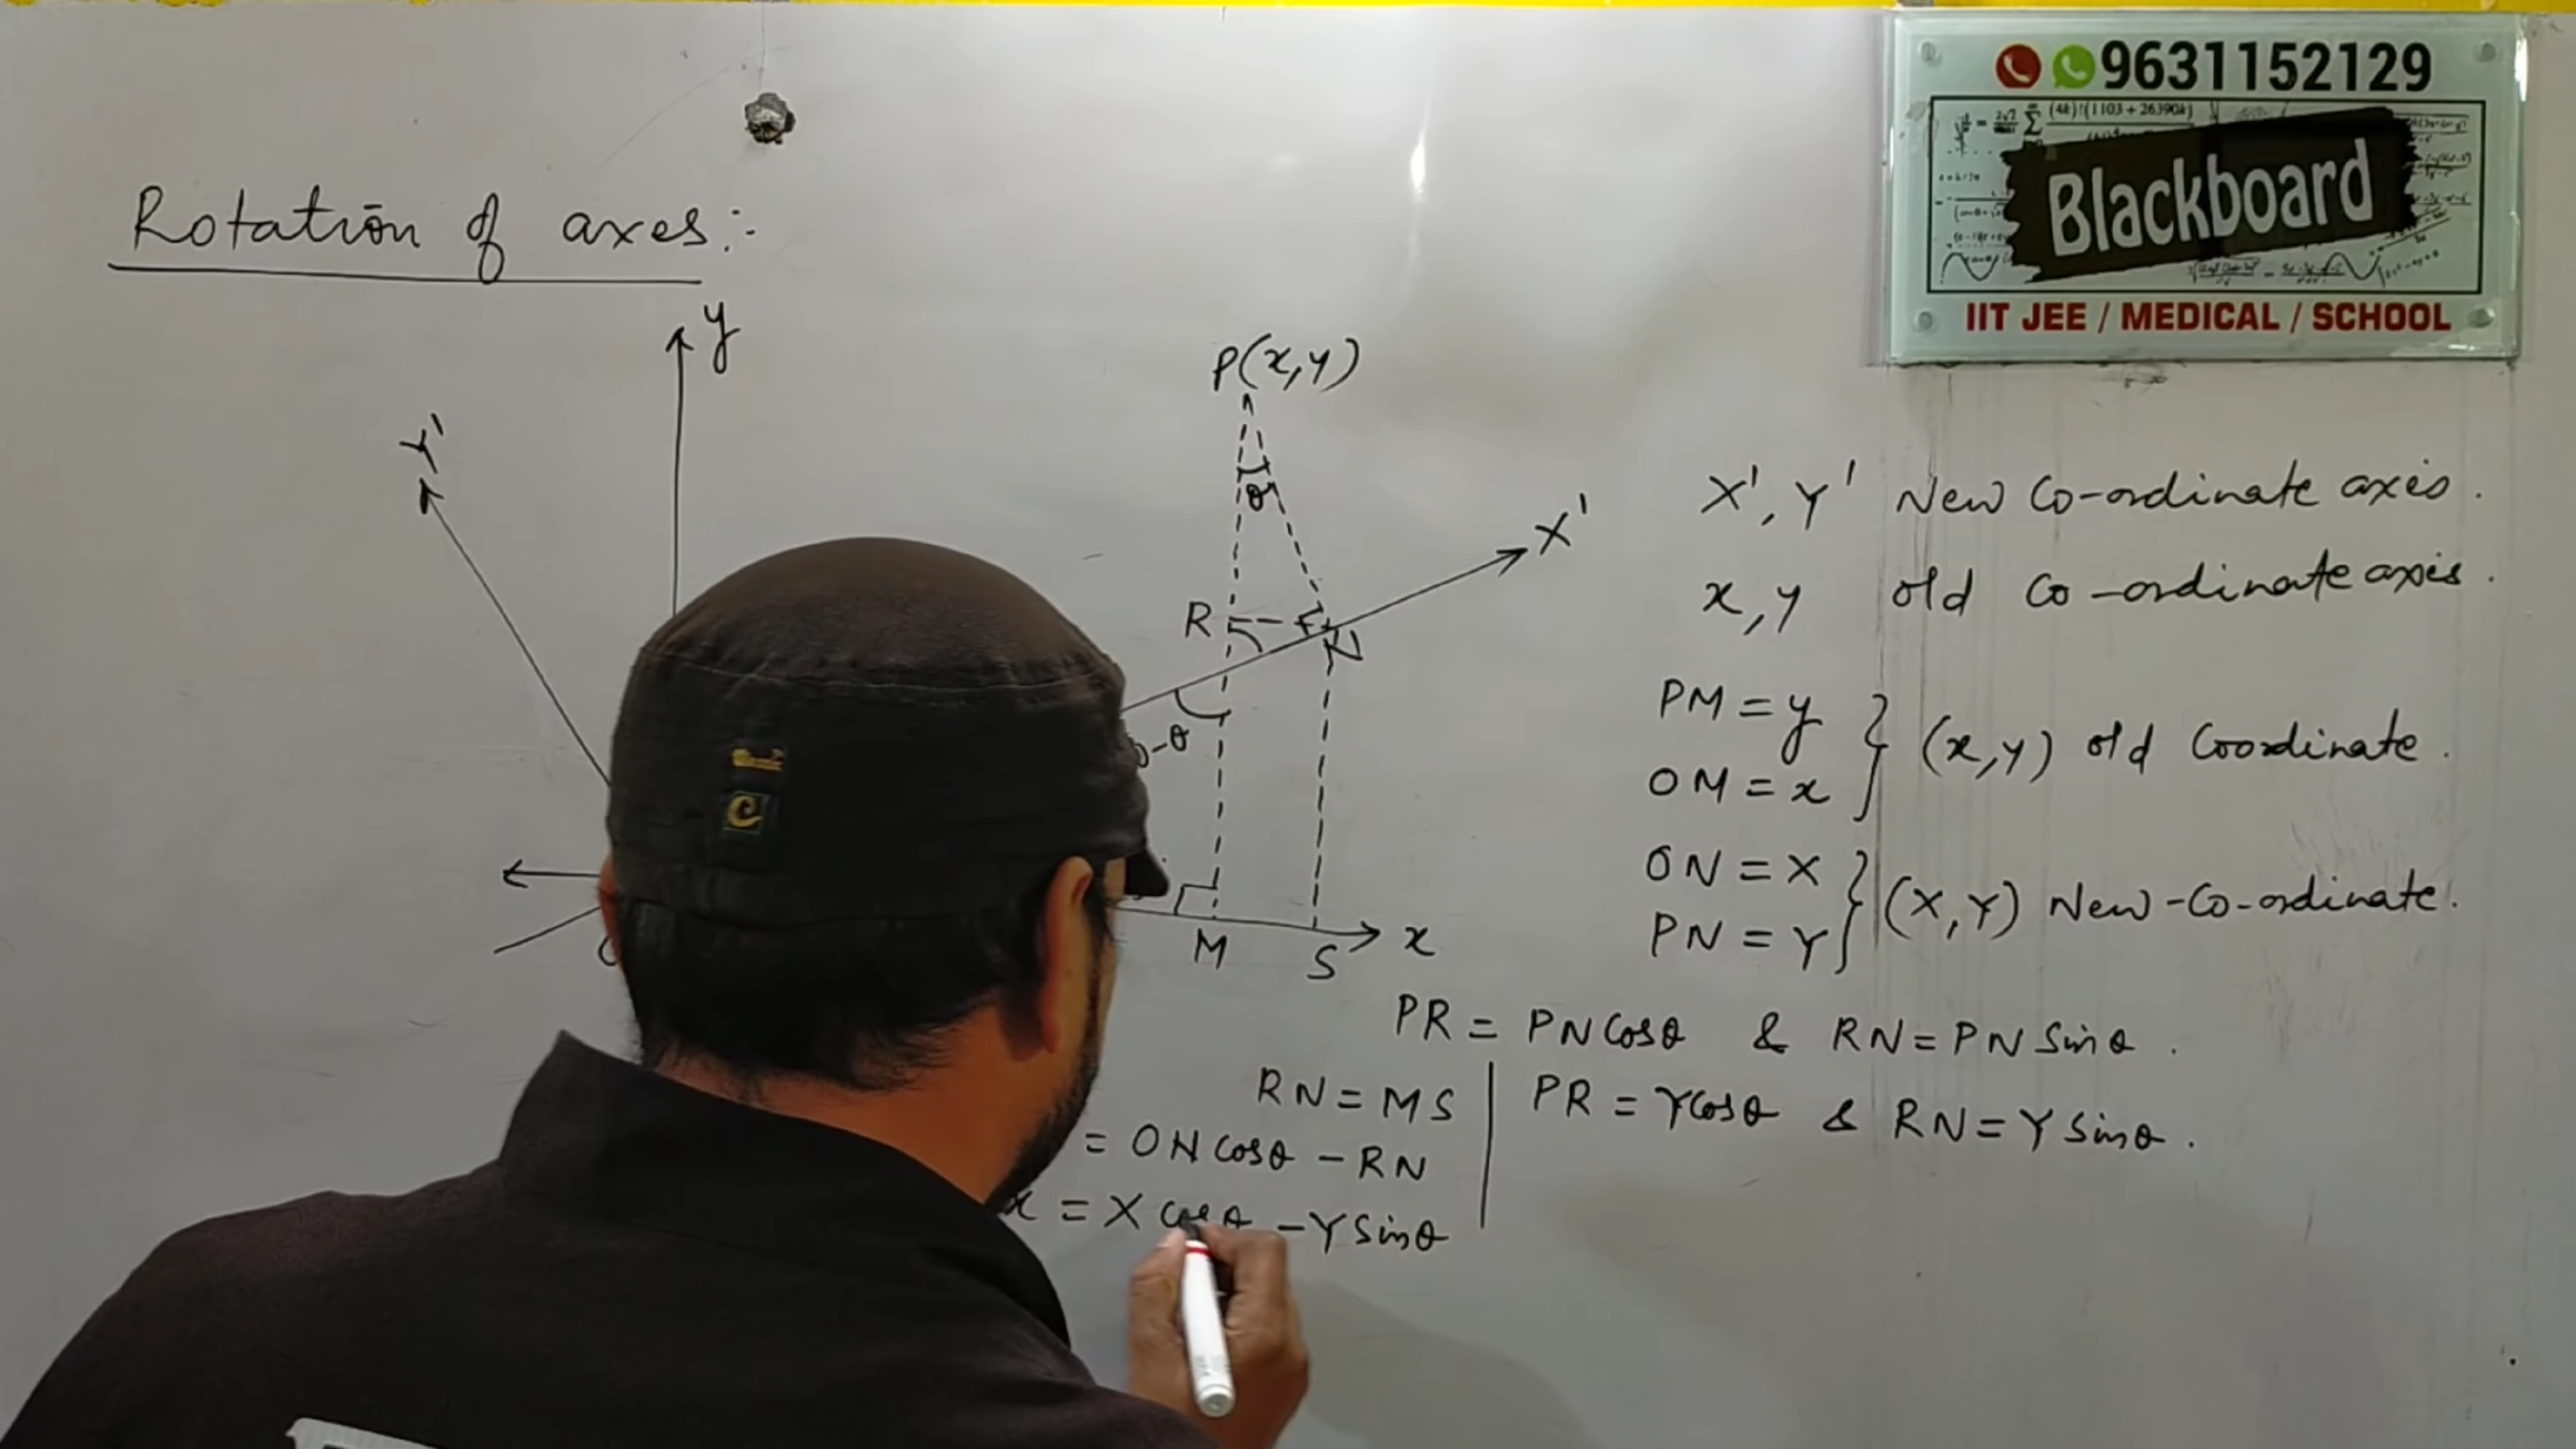 9631152129
Blackboard
IIT JEE / MEDICAL / SCHOOL
Rotation of axes:-
y
P(x,y)
Y'
θ
X'
R
N
-θ
M
S
x
X', Y' New Co-ordinate axis.
x, y old Co-ordinate axis.
PM = y
OM = x
(x,y) old Coordinate.
ON = X
PN = Y
(X,Y) New-Co-ordinate.
PR = PN Cosθ & RN = PN Sinθ.
RN = MS
PR = Y Cosθ & RN = Y Sinθ.
= ON Cosθ - RN
x = X Cosθ - Y Sinθ